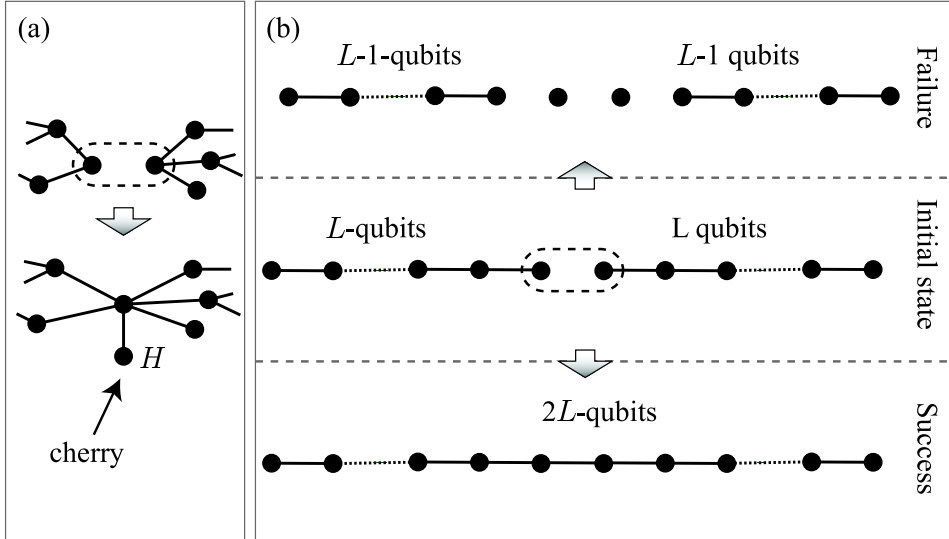 (a)
H
cherry
(b)
L-1-qubits
L-1 qubits
Failure
L-qubits
L qubits
Initial state
2L-qubits
Success